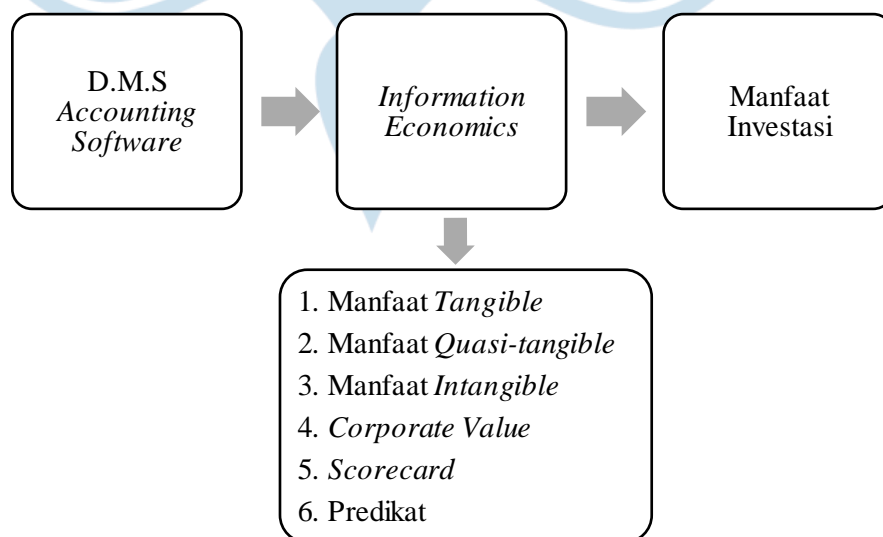 D.M.S
Accounting
Software
Information
Economics
Manfaat
Investasi
1. Manfaat Tangible
2. Manfaat Quasi-tangible
3. Manfaat Intangible
4. Corporate Value
5. Scorecard
6. Predikat